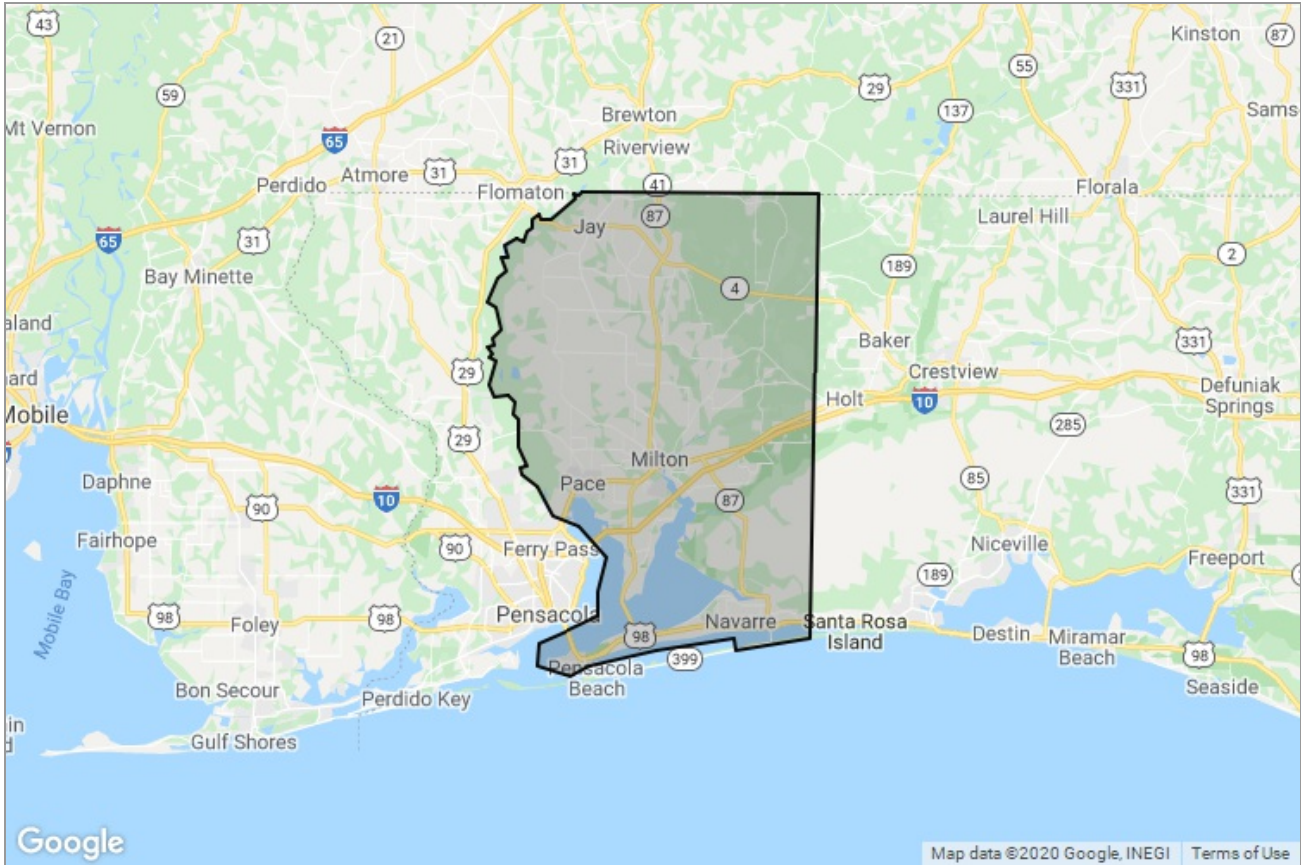 43
21
Kinston
87
55
59
29
331
137
Mt Vernon
Brewton
Sams
65
Riverview
31
Perdido
Atmore
31
41
Flomaton
Florala
87
Laurel Hill
Jay
65
31
2
Bay Minette
189
4
aland
Baker
331
ard
29
Crestview
Defuniak
Springs
Holt
10
Mobile
285
29
Milton
Daphne
Pace
85
331
10
87
90
Fairhope
90
Ferry Pass
Niceville
Freeport
189
98
Foley
98
Pensacola
Navarre
Santa Rosa
Island
98
Destin
Miramar
Beach
98
Mobile Bay
399
Pensacola
Beach
Bon Secour
Perdido Key
Seaside
Gulf Shores
in
d
Google
Map data ©2020 Google, INEGI
Terms of Use